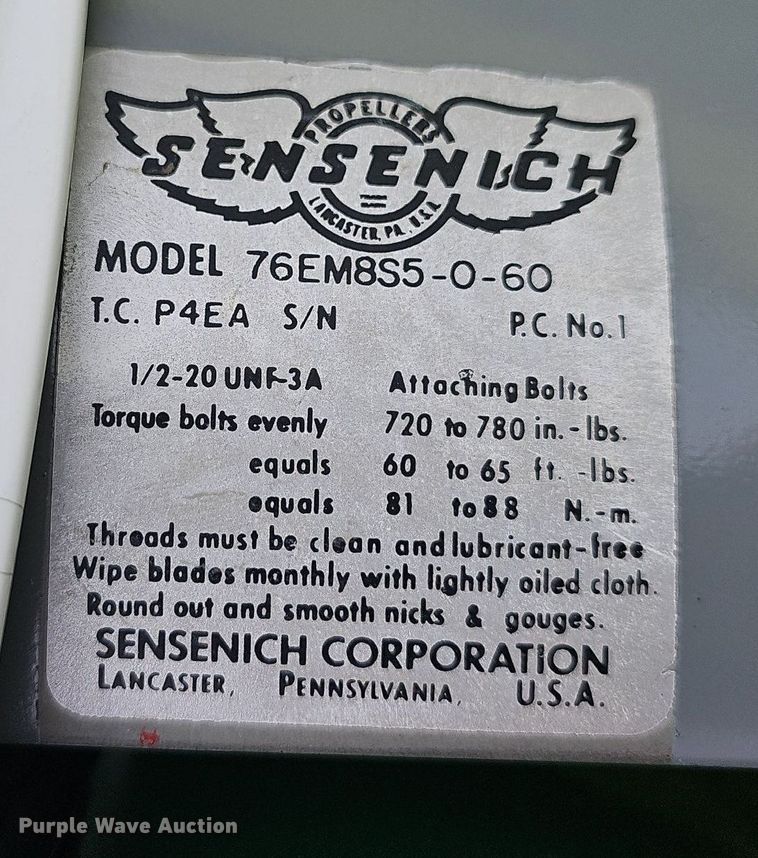 PROPELLERS
SENSENICH
LANCASTER, PA. U.S.A.
MODEL 76EM8S5-0-60
T.C. P4EA S/N P.C. No.1
1/2-20 UNF-3A Attaching Bolts
Torque bolts evenly 720 to 780 in.-lbs.
equals 60 to 65 ft. -lbs.
equals 81 to 88 N.-m.
Threads must be clean and lubricant-free
Wipe blades monthly with lightly oiled cloth.
Round out and smooth nicks & gouges.
SENSENICH CORPORATION
LANCASTER, PENNSYLVANIA, U.S.A.
Purple Wave Auction